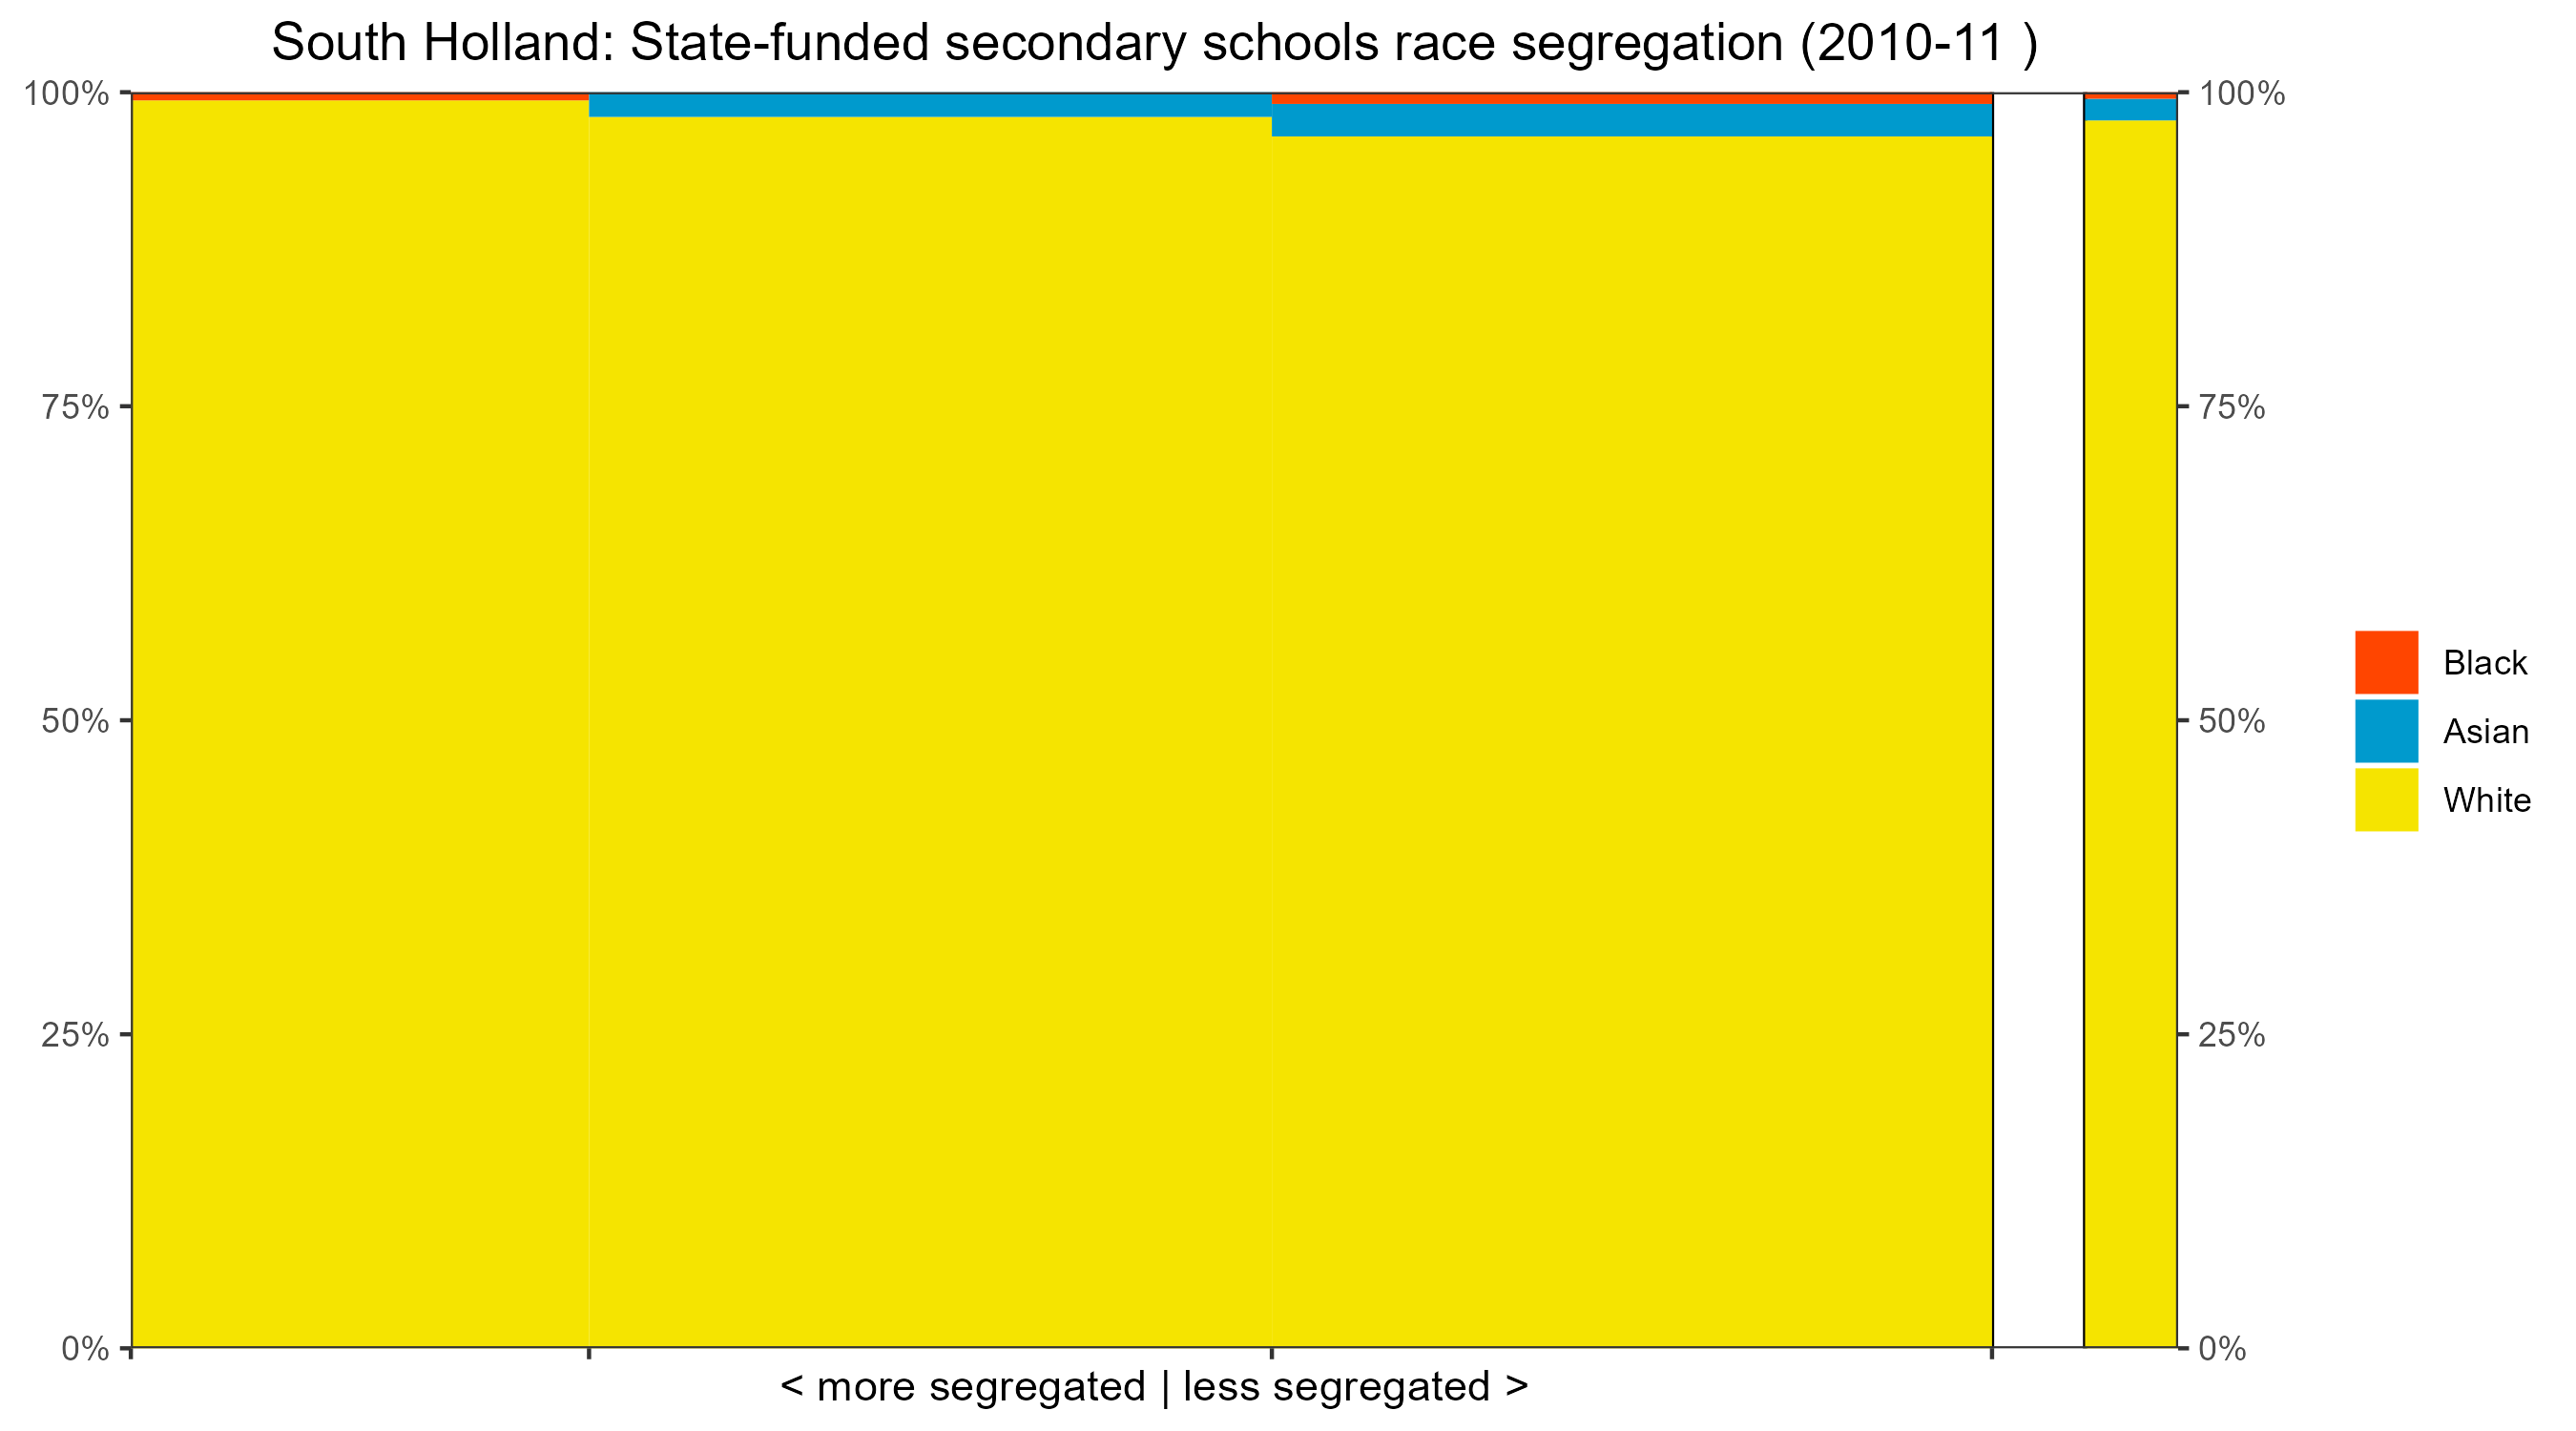 South Holland: State-funded secondary schools race segregation (2010-11 )
100%
75%
50%
25%
0%
100%
75%
50%
25%
0%
Black
Asian
White
< more segregated | less segregated >